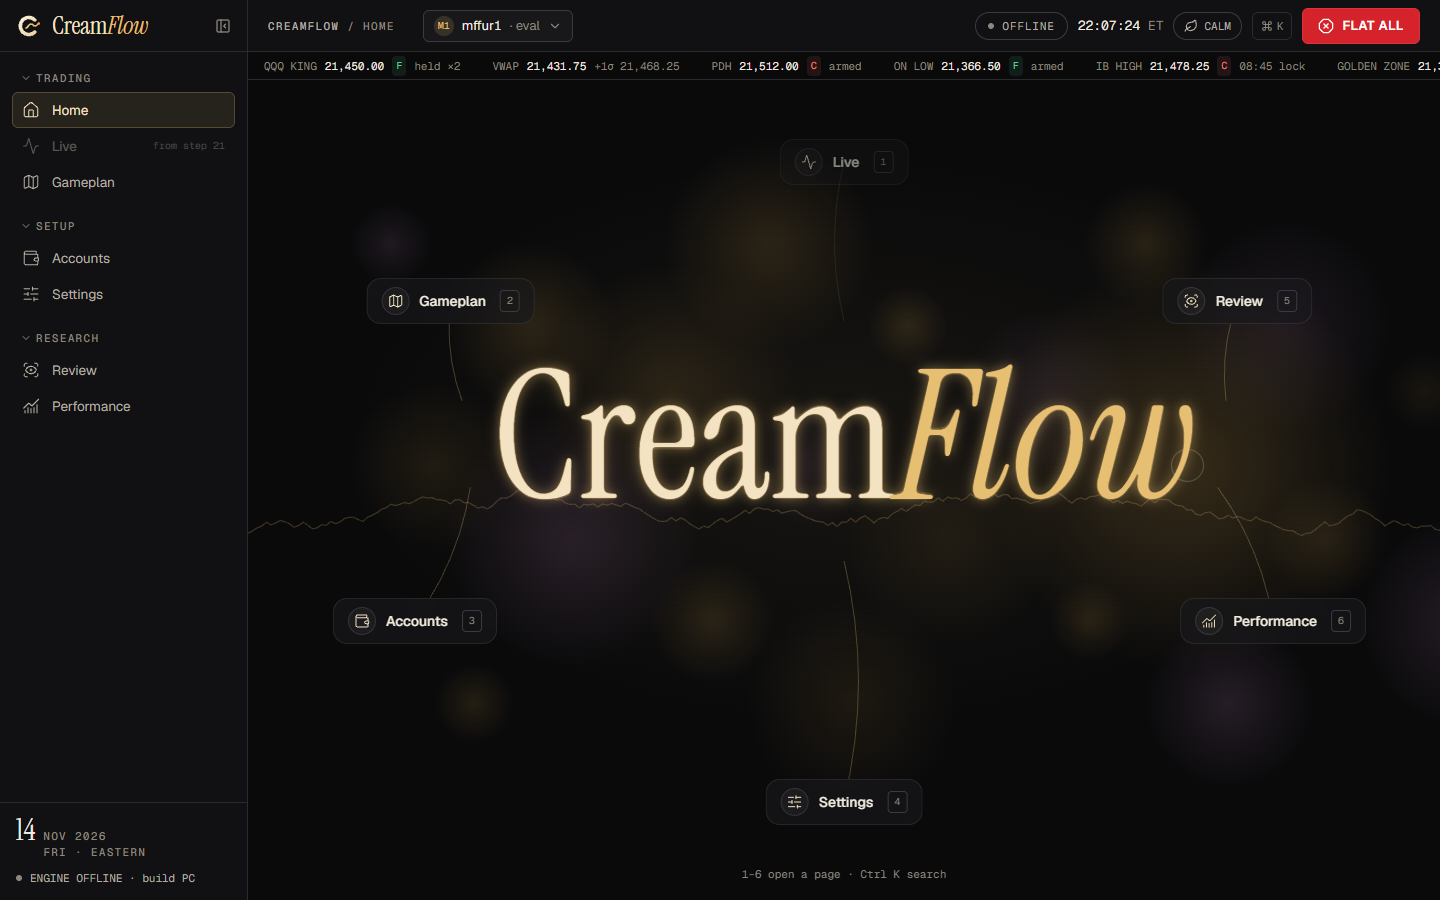 CreamFlow
CREAMFLOW / HOME
M1 mffur1 · eval
OFFLINE
22:07:24 ET
CALM
⌘ K
FLAT ALL
QQQ KING 21,450.00 F held ×2 VWAP 21,431.75 +1σ 21,468.25 PDH 21,512.00 C armed ON LOW 21,366.50 F armed IB HIGH 21,478.25 C 08:45 lock GOLDEN ZONE
TRADING
Home
Live from step 21
Gameplan
SETUP
Accounts
Settings
RESEARCH
Review
Performance
14 NOV 2026
FRI · EASTERN
ENGINE OFFLINE · build PC
Live 1
Gameplan 2
Review 5
CreamFlow
Accounts 3
Performance 6
Settings 4
1–6 open a page · Ctrl K search